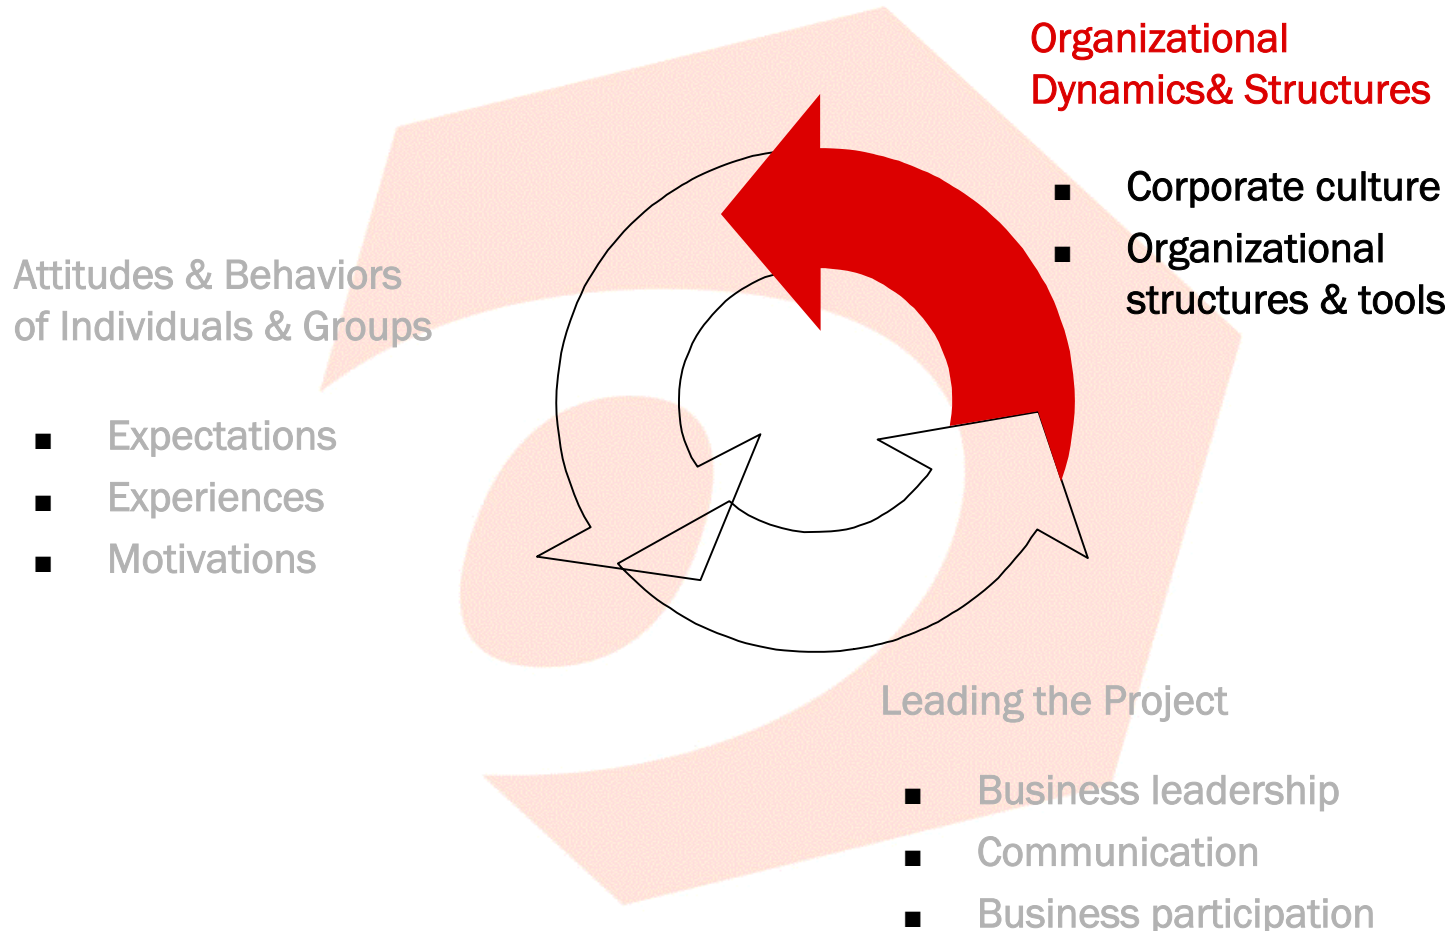 Organizational
Dynamics& Structures
■ Corporate culture
■ Organizational
structures & tools
Attitudes & Behaviors
of Individuals & Groups
■ Expectations
■ Experiences
■ Motivations
Leading the Project
■ Business leadership
■ Communication
■ Business participation